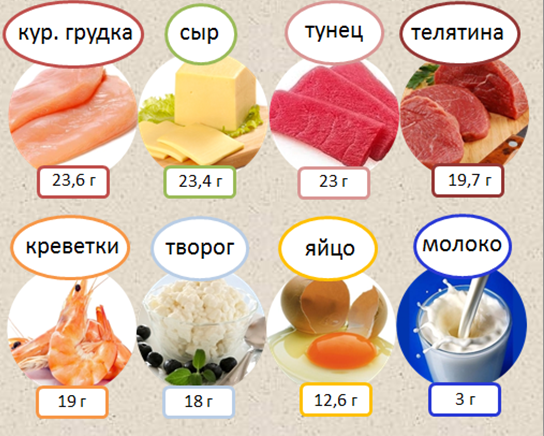 кур. грудка
сыр
тунец
телятина
23,6 г
23,4 г
23 г
19,7 г
креветки
творог
яйцо
молоко
19 г
18 г
12,6 г
3 г